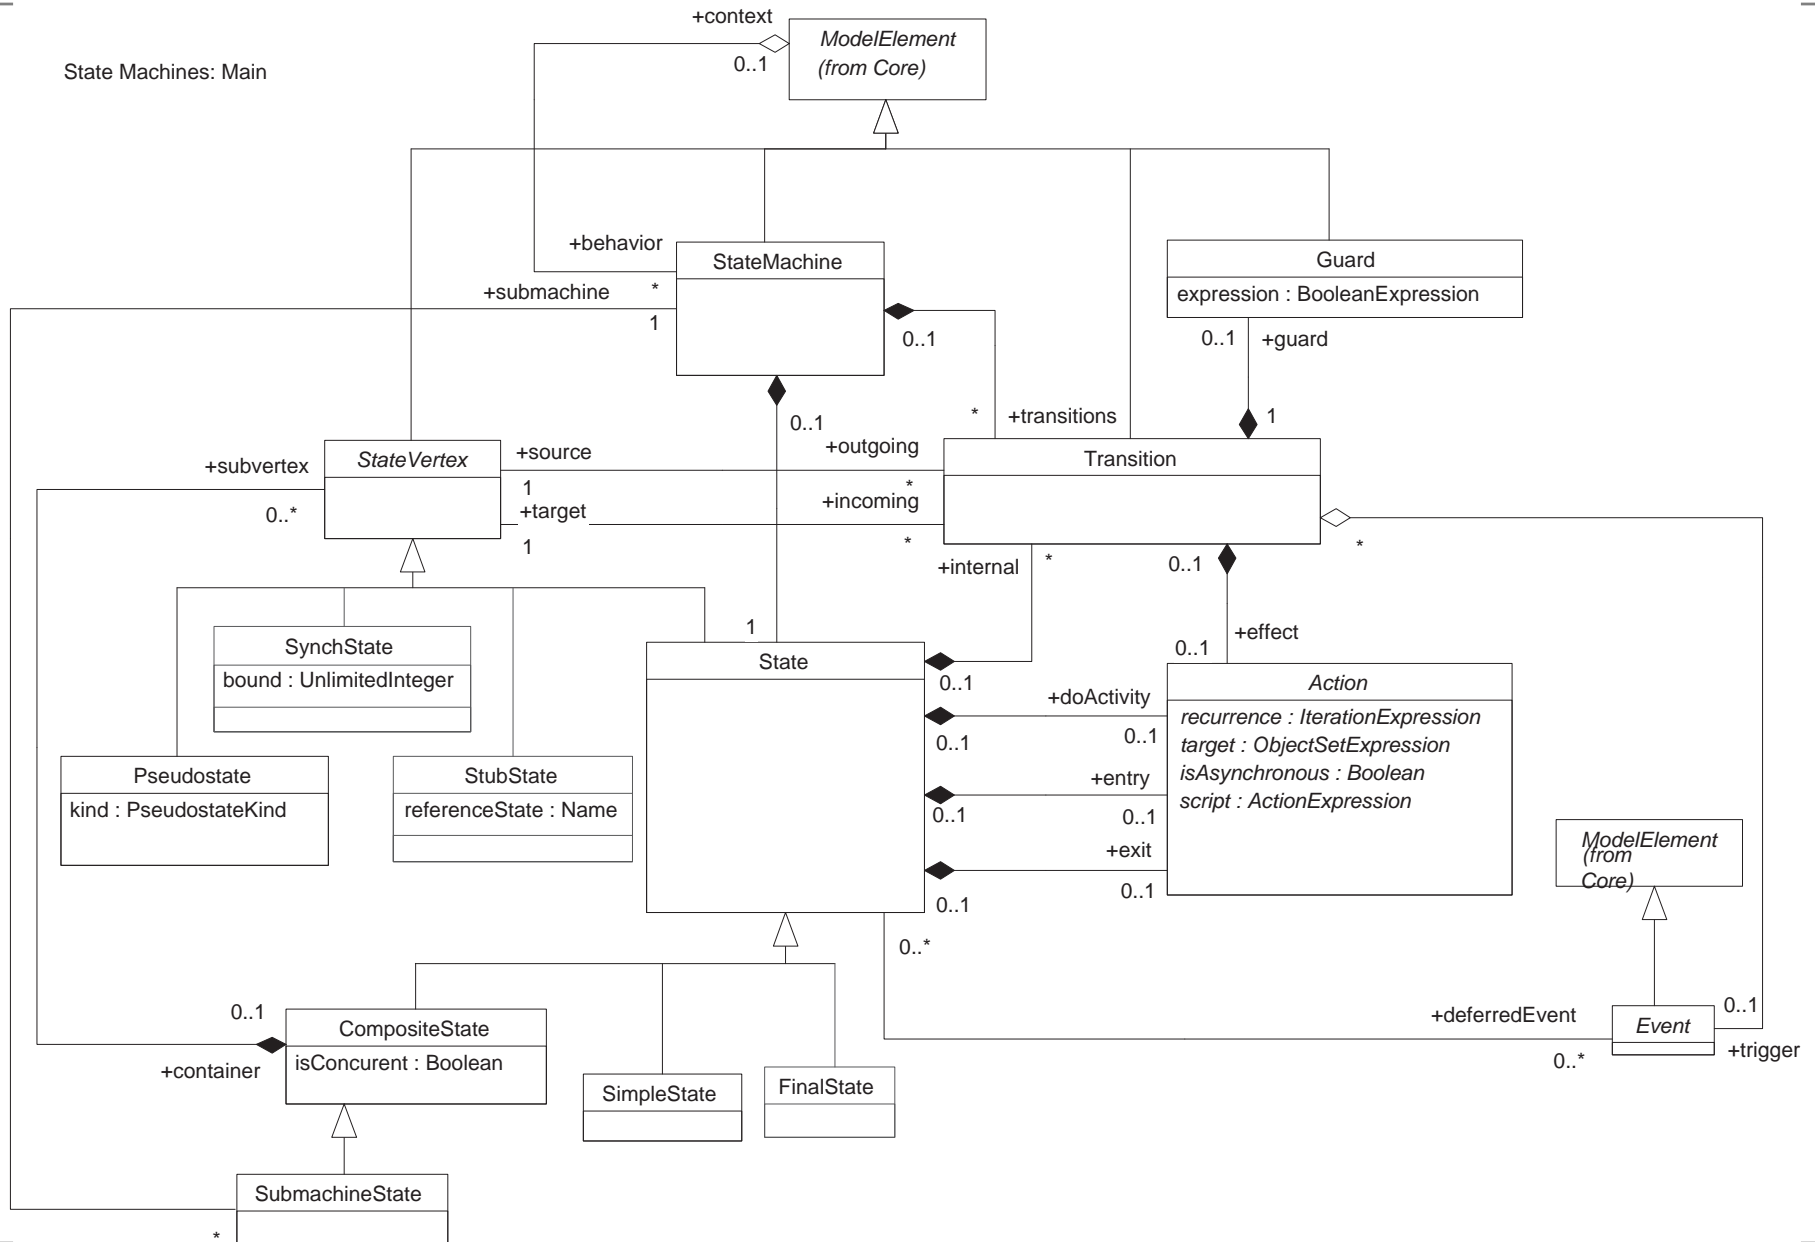 +context
ModelElement
(from Core)
0..1
State Machines: Main
+behavior
StateMachine
*
+submachine
1
0..1
0..1
Guard
expression : BooleanExpression
0..1
+guard
*
+transitions
1
+subvertex
0..*
StateVertex
+source
1
+outgoing
*
+target
1
+incoming
*
Transition
*
+internal
*
0..1
+effect
0..1
SynchState
bound : UnlimitedInteger
1
State
0..1
+doActivity
0..1
0..1
Action
recurrence : IterationExpression
target : ObjectSetExpression
isAsynchronous : Boolean
script : ActionExpression
Pseudostate
kind : PseudostateKind
StubState
referenceState : Name
+entry
0..1
0..1
+exit
0..1
0..1
ModelElement
(from
Core)
0..*
0..1
CompositeState
isConcurent : Boolean
+container
SimpleState
FinalState
+deferredEvent
0..*
Event
0..1
+trigger
SubmachineState
*